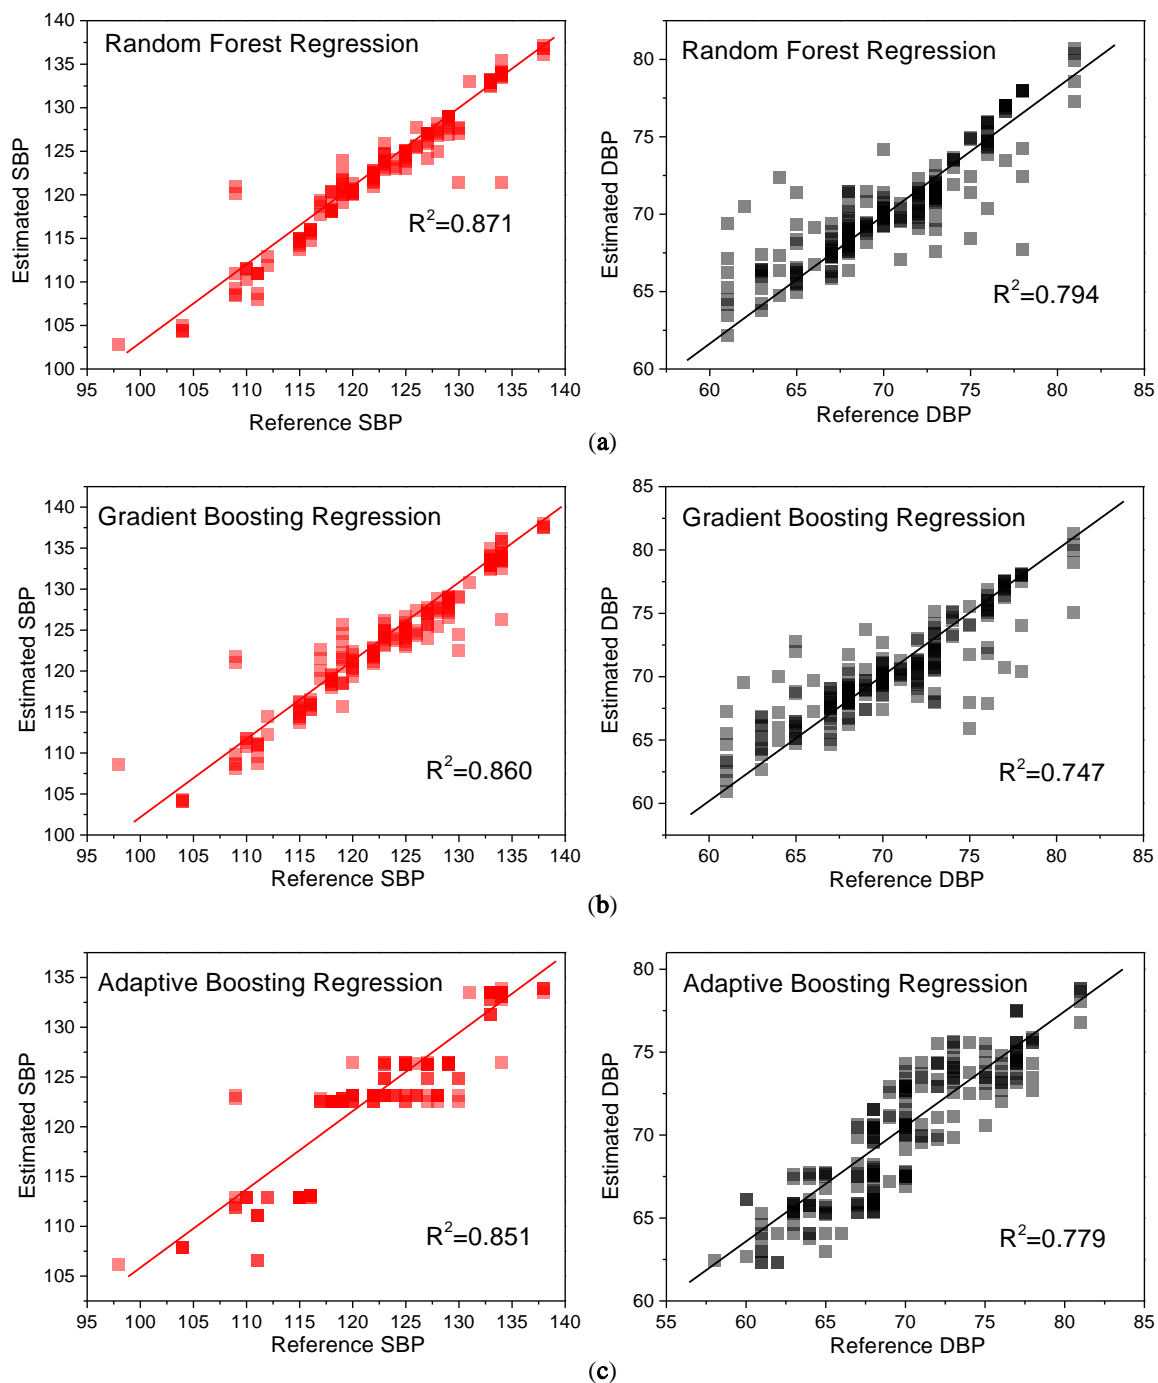 Random Forest Regression
R²=0.871
Estimated SBP
140
135
130
125
120
115
110
105
100
95 100 105 110 115 120 125 130 135 140
Reference SBP
Random Forest Regression
R²=0.794
Estimated DBP
80
75
70
65
60
60 65 70 75 80 85
Reference DBP
(a)
Gradient Boosting Regression
R²=0.860
Estimated SBP
140
135
130
125
120
115
110
105
100
95 100 105 110 115 120 125 130 135 140
Reference SBP
Gradient Boosting Regression
R²=0.747
Estimated DBP
85
80
75
70
65
60
60 65 70 75 80 85
Reference DBP
(b)
Adaptive Boosting Regression
R²=0.851
Estimated SBP
135
130
125
120
115
110
105
95 100 105 110 115 120 125 130 135 140
Reference SBP
Adaptive Boosting Regression
R²=0.779
Estimated DBP
80
75
70
65
60
55 60 65 70 75 80 85
Reference DBP
(c)